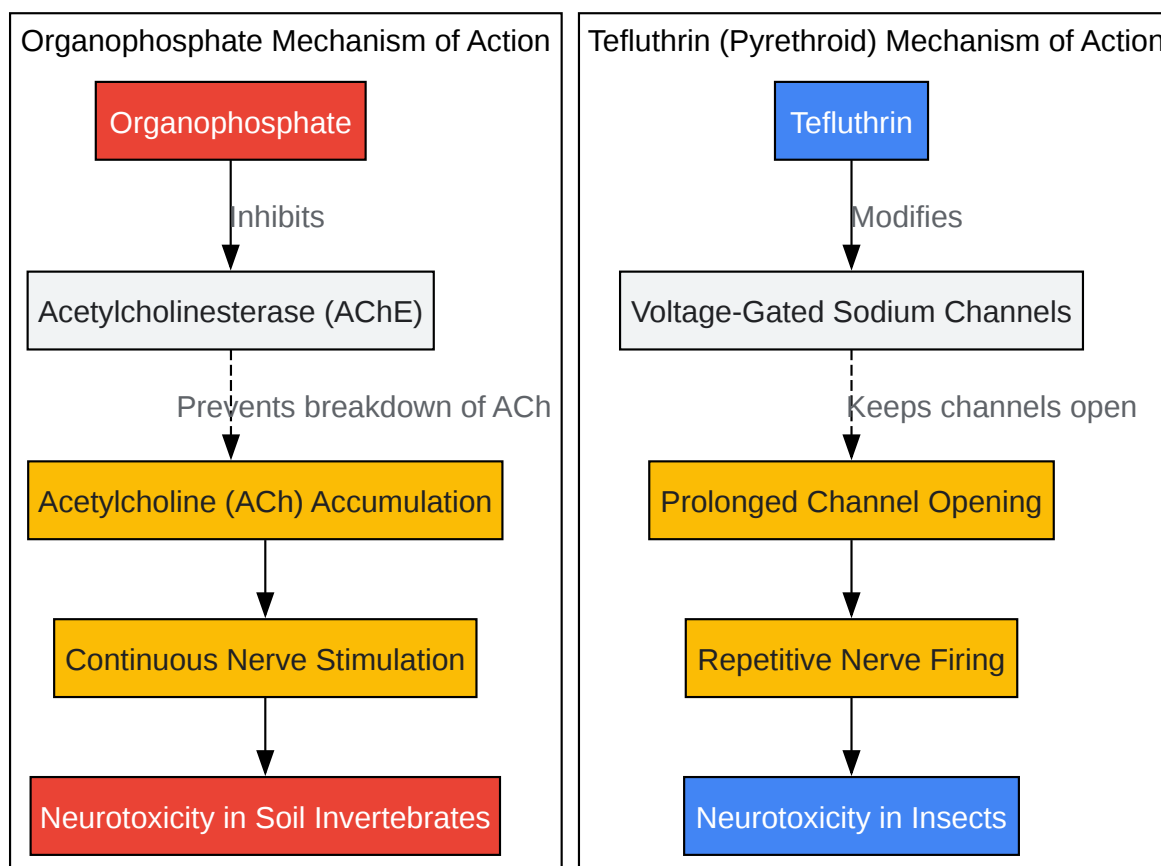 Organophosphate Mechanism of Action
Organophosphate
Inhibits
Acetylcholinesterase (AChE)
Prevents breakdown of ACh
Acetylcholine (ACh) Accumulation
Continuous Nerve Stimulation
Neurotoxicity in Soil Invertebrates
Tefluthrin (Pyrethroid) Mechanism of Action
Tefluthrin
Modifies
Voltage-Gated Sodium Channels
Keeps channels open
Prolonged Channel Opening
Repetitive Nerve Firing
Neurotoxicity in Insects